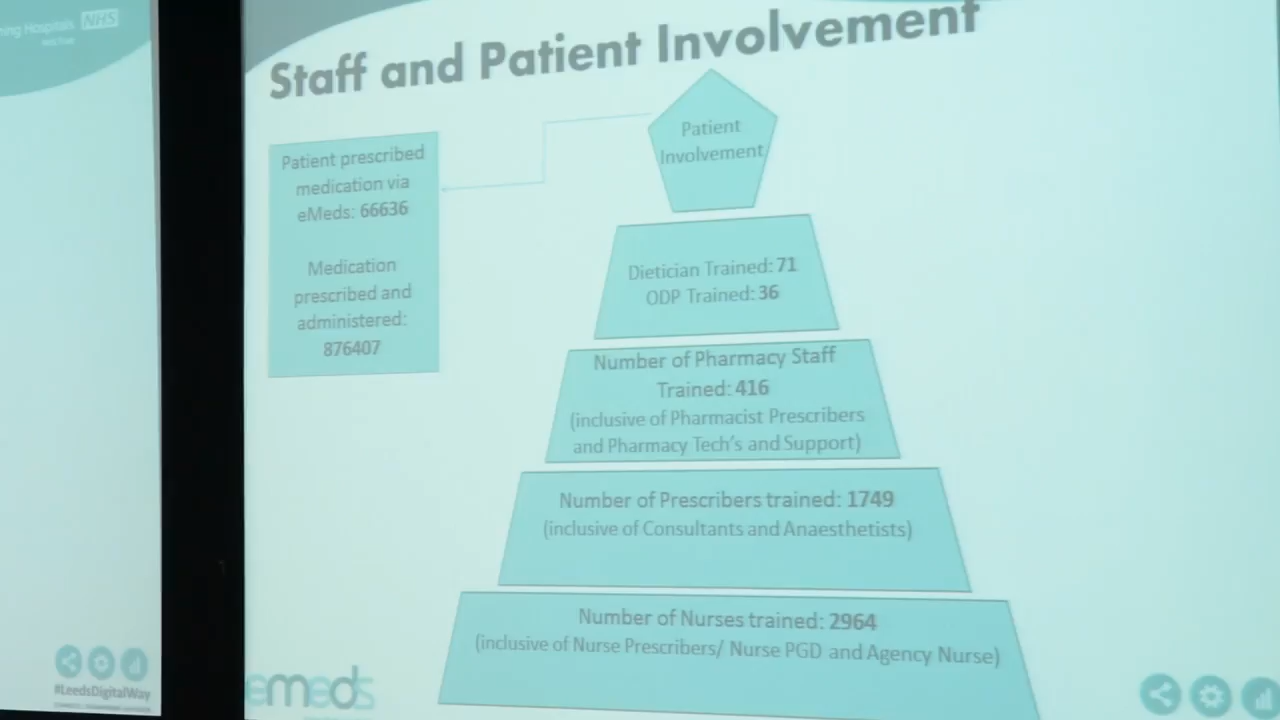 ning Hospitals NHS
Staff and Patient Involvement
Patient
Involvement
Patient prescribed
medication via
eMeds: 66636
Medication
prescribed and
administered:
876407
Dietician Trained: 71
ODP Trained: 36
Number of Pharmacy Staff
Trained: 416
(inclusive of Pharmacist Prescribers
and Pharmacy Tech's and Support)
Number of Prescribers trained: 1749
(inclusive of Consultants and Anaesthetists)
Number of Nurses trained: 2964
(inclusive of Nurse Prescribers/ Nurse PGD and Agency Nurse)
#LeedsDigitalWay
emeds